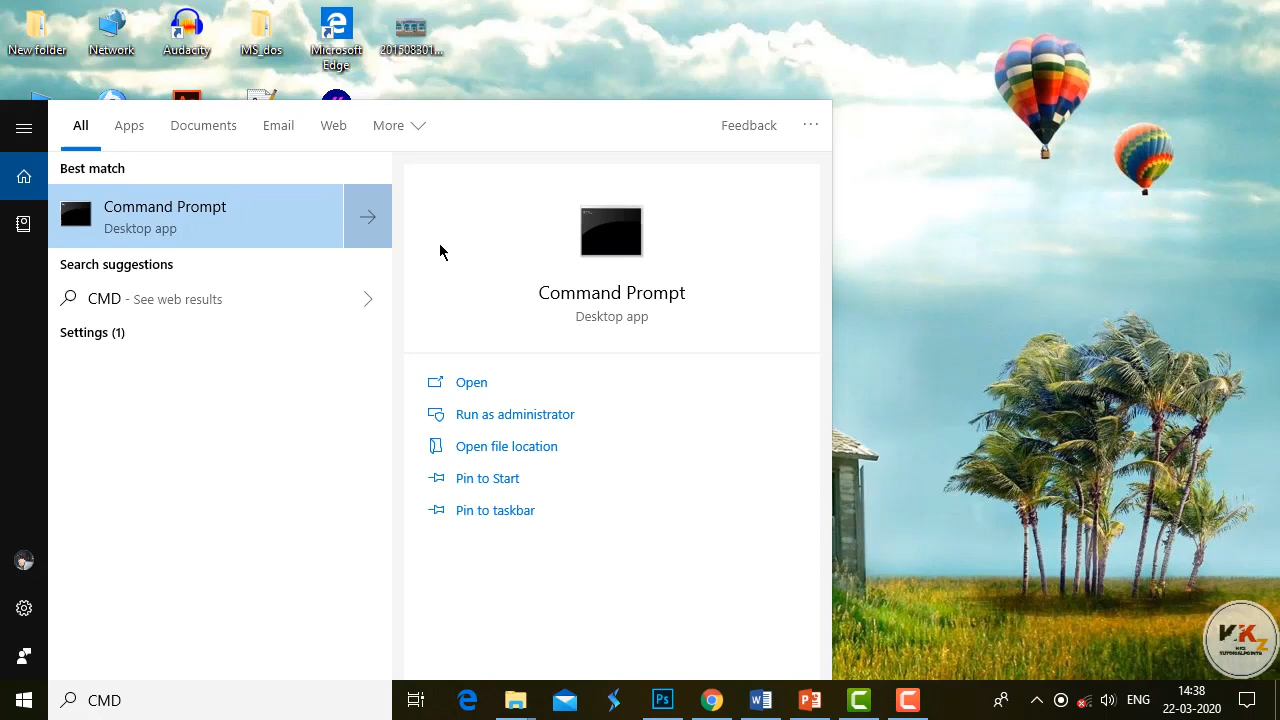 New folder
Network
Audacity
MS_dos
Microsoft
Edge
201508301...
All
Apps
Documents
Email
Web
More
Feedback
Best match
Command Prompt
Desktop app
Search suggestions
CMD - See web results
Settings (1)
Command Prompt
Desktop app
Open
Run as administrator
Open file location
Pin to Start
Pin to taskbar
TUTORIALPOINTS
CMD
Ps
ENG
14:38
22-03-2020